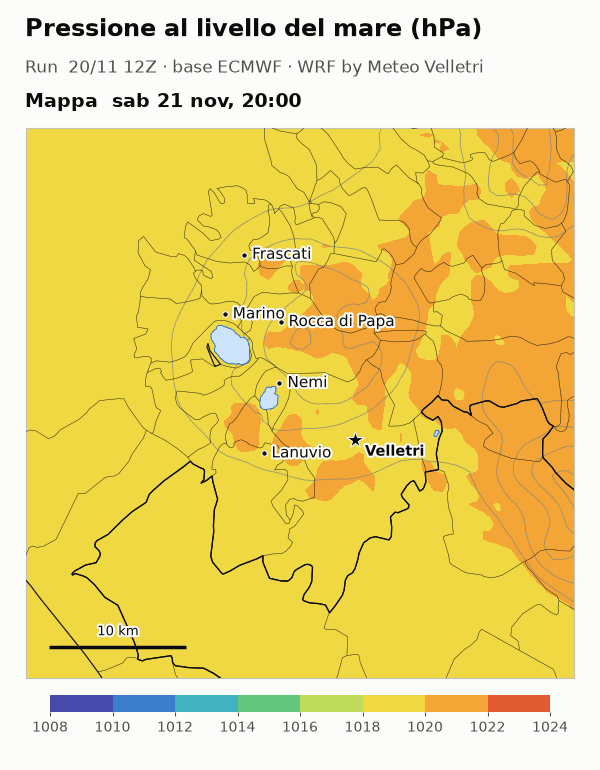 Pressione al livello del mare (hPa)
Run  20/11 12Z · base ECMWF · WRF by Meteo Velletri
Mappa  sab 21 nov, 20:00
Frascati
Marino
Rocca di Papa
Nemi
Velletri
Lanuvio
10 km
1008 1010 1012 1014 1016 1018 1020 1022 1024